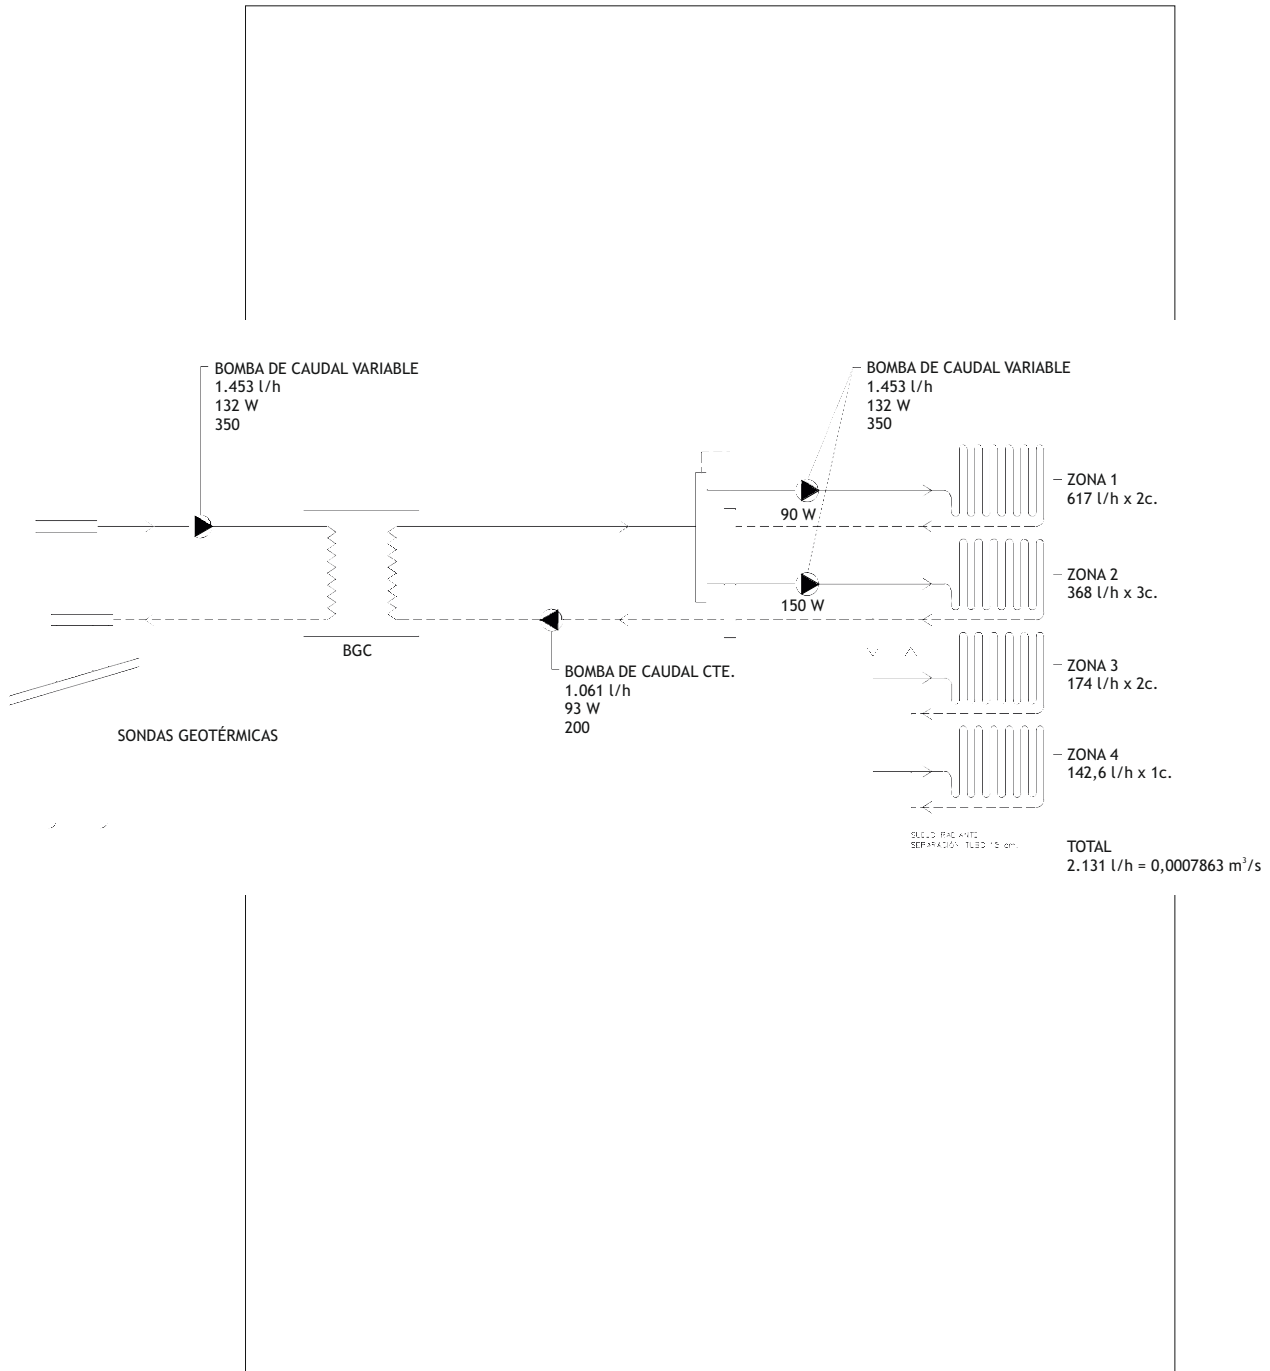 BOMBA DE CAUDAL VARIABLE
1.453 l/h
132 W
350
BOMBA DE CAUDAL VARIABLE
1.453 l/h
132 W
350
ZONA 1
617 l/h x 2c.
90 W
ZONA 2
368 l/h x 3c.
150 W
BGC
BOMBA DE CAUDAL CTE.
1.061 l/h
93 W
200
ZONA 3
174 l/h x 2c.
SONDAS GEOTÉRMICAS
ZONA 4
142,6 l/h x 1c.
SEPARACIÓN cm.
TOTAL
2.131 l/h = 0,0007863 m³/s